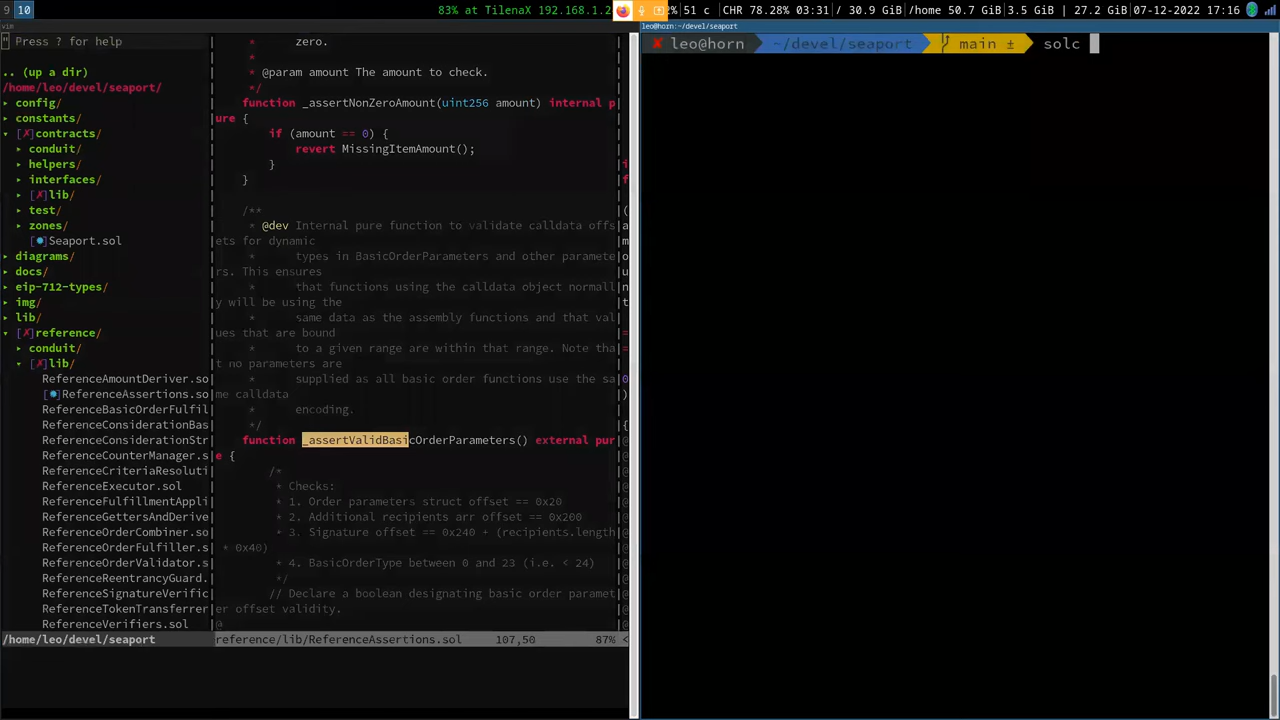 9 10
83% at TilenaX 192.168.1.2
2% 51 c CHR 78.28% 03:31 / 30.9 GiB /home 50.7 GiB 3.5 GiB 27.2 GiB 07-12-2022 17:16
vim
" Press ? for help
.. (up a dir)
/home/leo/devel/seaport/
▸ config/
▸ constants/
▾ [✗]contracts/
▸ conduit/
▸ helpers/
▸ interfaces/
▸ [✗]lib/
▸ test/
▸ zones/
[●]Seaport.sol
▸ diagrams/
▸ docs/
▸ eip-712-types/
▸ img/
▸ lib/
▾ [✗]reference/
▸ conduit/
▾ [✗]lib/
ReferenceAmountDeriver.so
[●]ReferenceAssertions.so
ReferenceBasicOrderFulfil
ReferenceConsiderationBas
ReferenceConsiderationStr
ReferenceCounterManager.s
ReferenceCriteriaResoluti
ReferenceExecutor.sol
ReferenceFulfillmentAppli
ReferenceGettersAndDerive
ReferenceOrderCombiner.so
ReferenceOrderFulfiller.s
ReferenceOrderValidator.s
ReferenceReentrancyGuard.
ReferenceSignatureVerific
ReferenceTokenTransferrer
ReferenceVerifiers.sol
/home/leo/devel/seaport
* zero.
*
* @param amount The amount to check.
*/
function _assertNonZeroAmount(uint256 amount) internal p
ure {
if (amount == 0) {
revert MissingItemAmount();
}
}
/**
* @dev Internal pure function to validate calldata offs
ets for dynamic
* types in BasicOrderParameters and other paramete
rs. This ensures
* that functions using the calldata object normall
y will be using the
* same data as the assembly functions and that val
ues that are bound
* to a given range are within that range. Note tha
t no parameters are
* supplied as all basic order functions use the sa
me calldata
* encoding.
*/
function _assertValidBasicOrderParameters() external pur
e {
/*
* Checks:
* 1. Order parameters struct offset == 0x20
* 2. Additional recipients arr offset == 0x200
* 3. Signature offset == 0x240 + (recipients.length
* 0x40)
* 4. BasicOrderType between 0 and 23 (i.e. < 24)
*/
// Declare a boolean designating basic order paramet
er offset validity.
@
reference/lib/ReferenceAssertions.sol 107,50 87% <
leo@horn:~/devel/seaport
✘ leo@horn ~/devel/seaport main ± solc